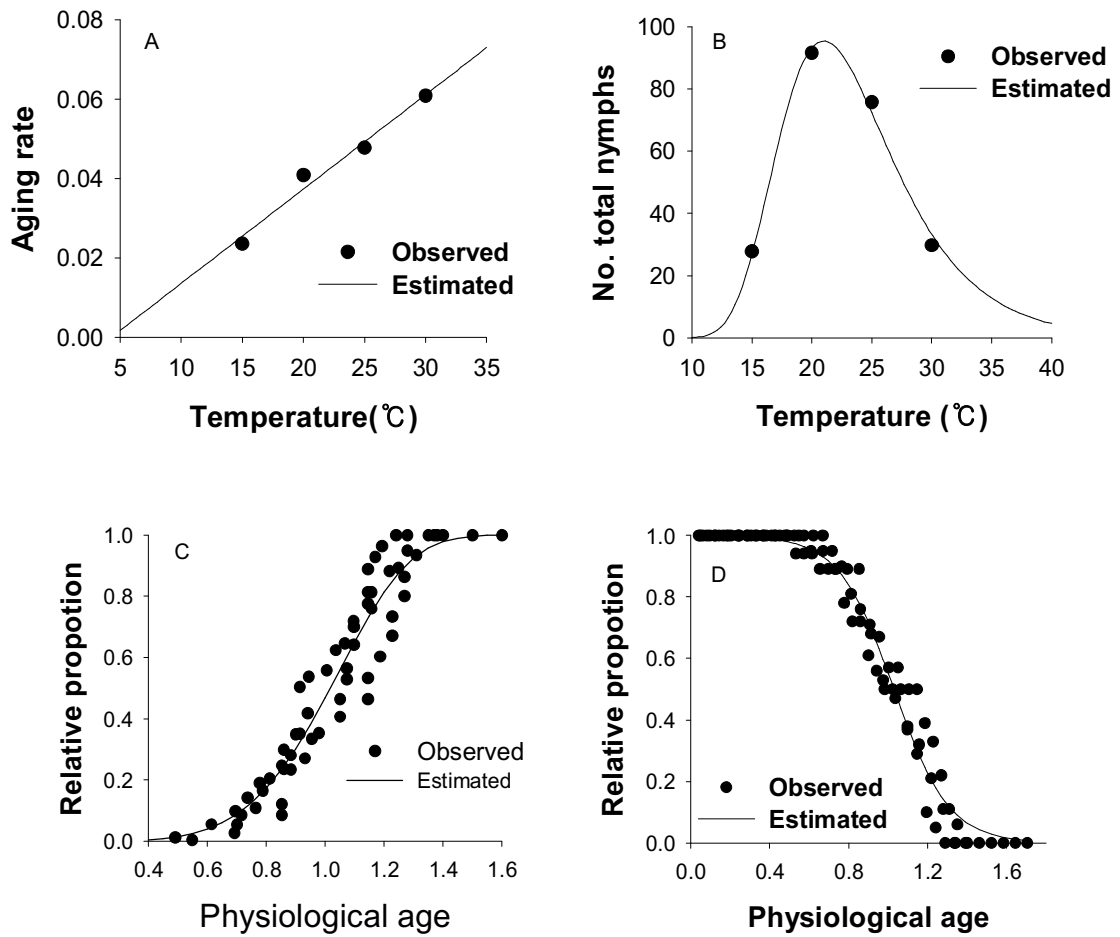 A
0.08
0.06
0.04
0.02
0.00
Aging rate
Observed
Estimated
5 10 15 20 25 30 35
Temperature(℃)
B
100
80
60
40
20
0
No. total nymphs
Observed
Estimated
10 15 20 25 30 35 40
Temperature (℃)
C
1.0
0.8
0.6
0.4
0.2
0.0
Relative propotion
Observed
Estimated
0.4 0.6 0.8 1.0 1.2 1.4 1.6
Physiological age
D
1.0
0.8
0.6
0.4
0.2
0.0
Relative propotion
Observed
Estimated
0.0 0.4 0.8 1.2 1.6
Physiological age